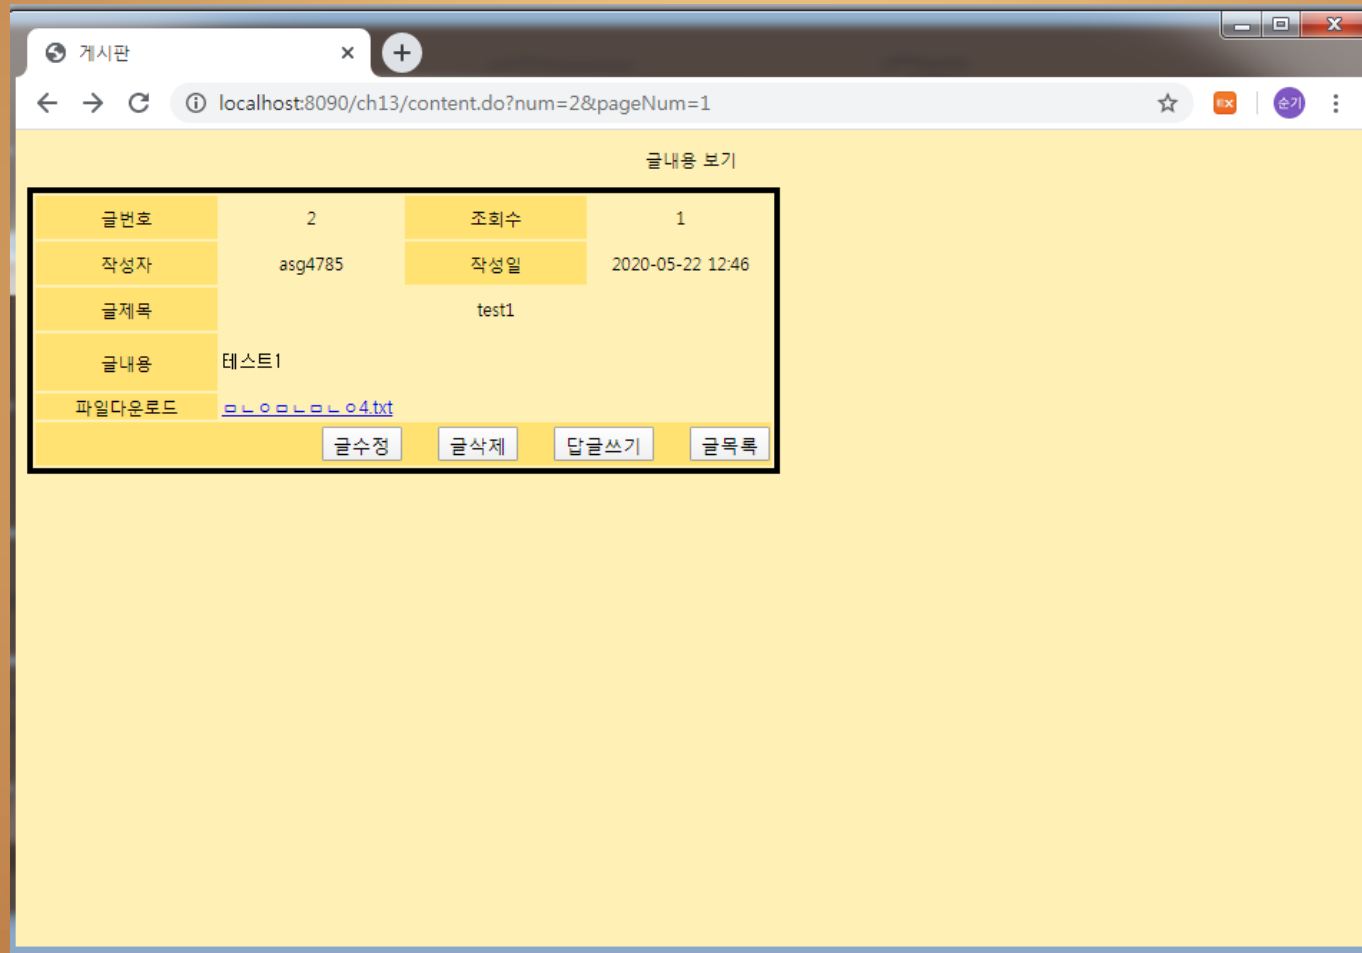 게시판
localhost:8090/ch13/content.do?num=2&pageNum=1
EX
순기
글내용 보기
글번호 2 조회수 1
작성자 asg4785 작성일 2020-05-22 12:46
글제목 test1
글내용 테스트1
파일다운로드 ㅁㄴㅇㅁㄴㅁㄴㅇ4.txt
글수정 글삭제 답글쓰기 글목록